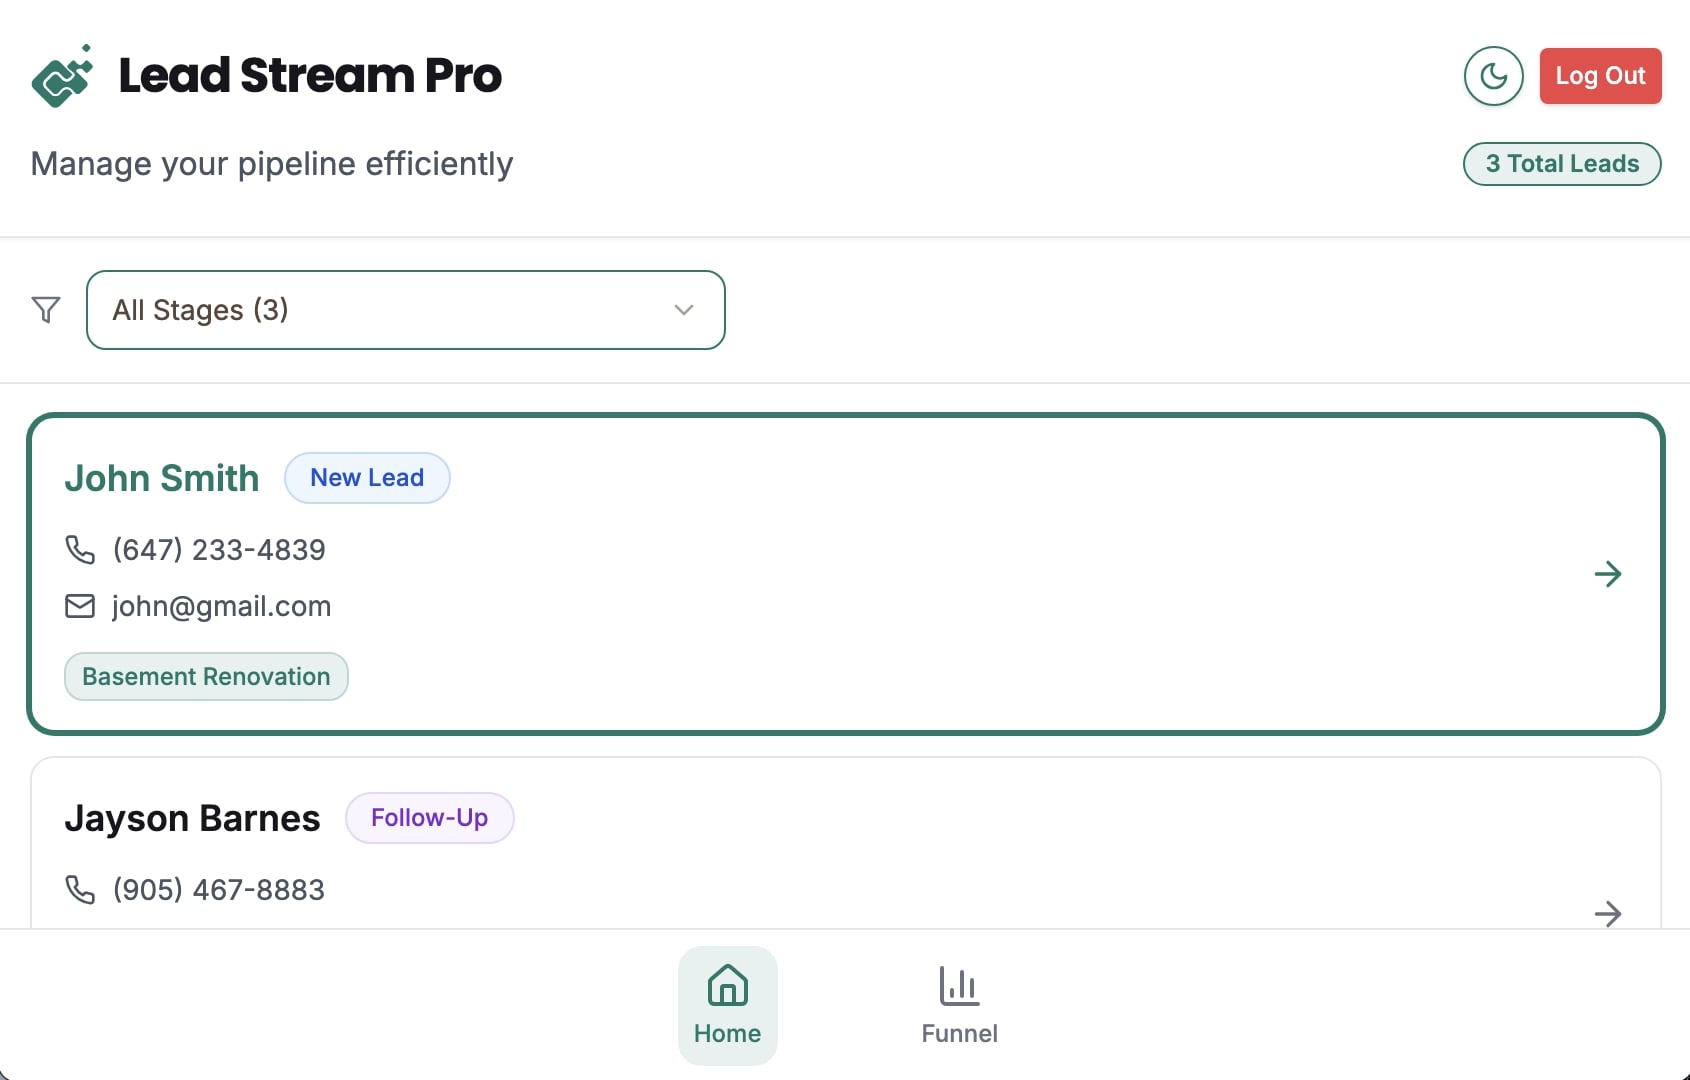 Lead Stream Pro
Log Out
Manage your pipeline efficiently
3 Total Leads
All Stages (3)
John Smith
New Lead
(647) 233-4839
john@gmail.com
Basement Renovation
Jayson Barnes
Follow-Up
(905) 467-8883
Home
Funnel